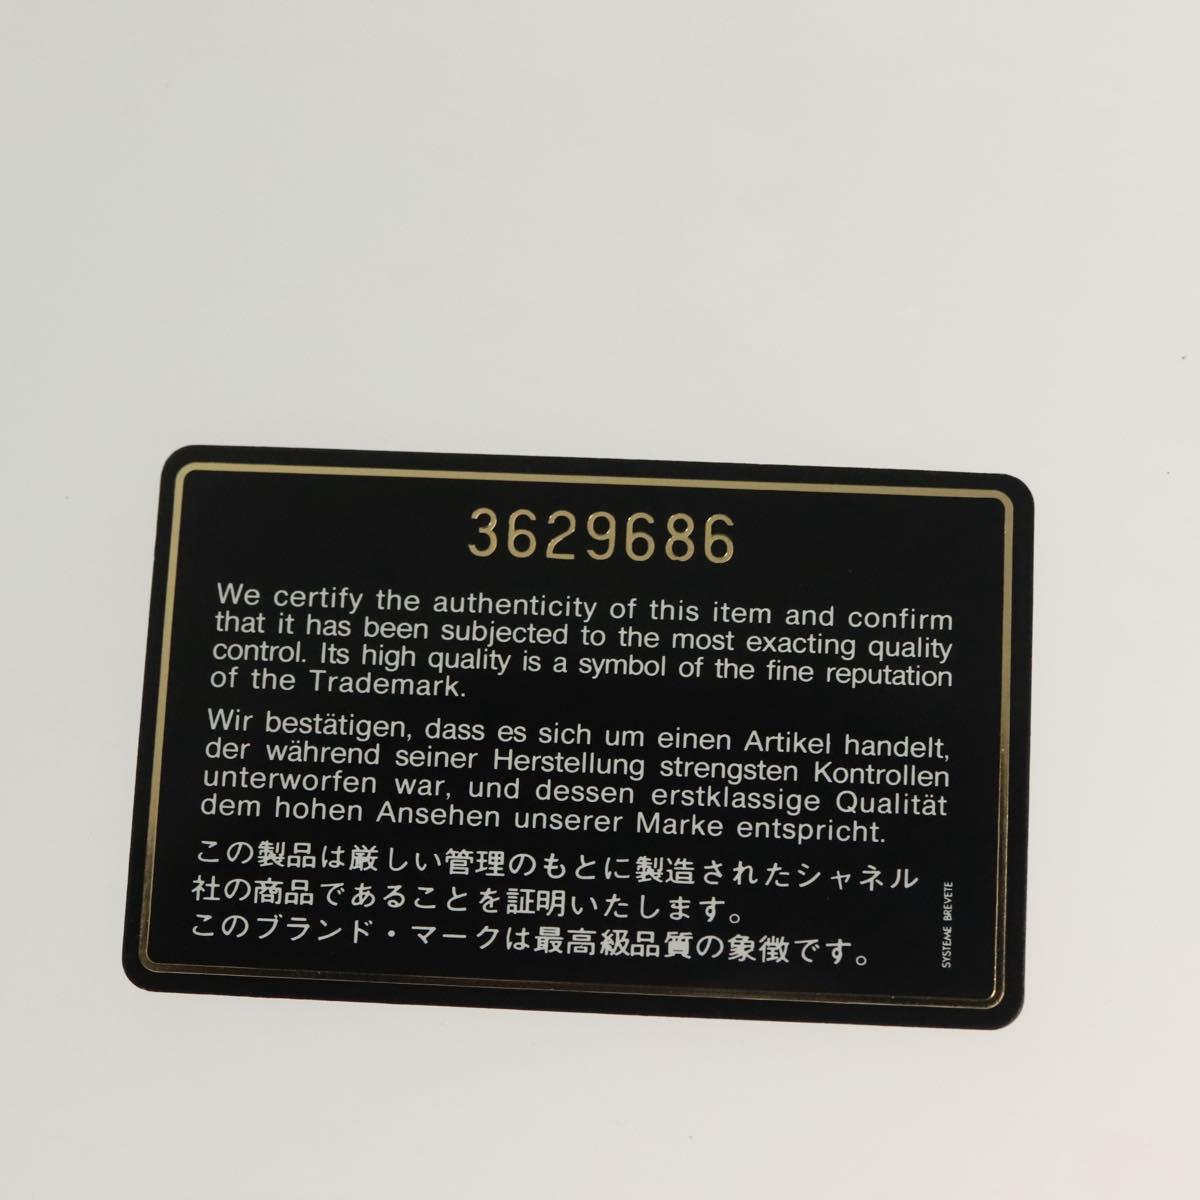 3629686
We certify the authenticity of this item and confirm
that it has been subjected to the most exacting quality
control. Its high quality is a symbol of the fine reputation
of the Trademark.
Wir bestätigen, dass es sich um einen Artikel handelt,
der während seiner Herstellung strengsten Kontrollen
unterworfen war, und dessen erstklassige Qualität
dem hohen Ansehen unserer Marke entspricht.
この製品は厳しい管理のもとに製造されたシャネル
社の商品であることを証明いたします。
このブランド・マークは最高級品質の象徴です。
SYSTEME BREVETE